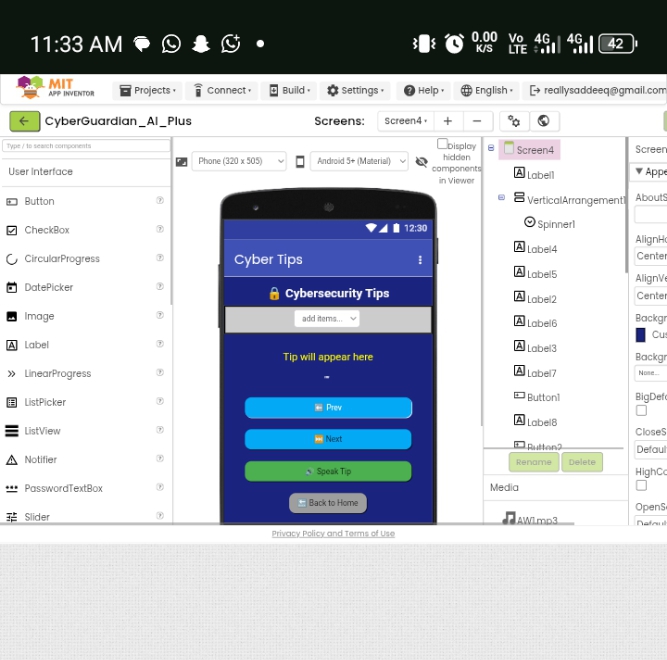 11:33 AM
0.00 K/S
Vo LTE
4G
4G
42
MIT
APP INVENTOR
Projects
Connect
Build
Settings
Help
English
reallysaddeeq@gmail.com
CyberGuardian_AI_Plus
Screens:
Screen4
Type / to search components
User Interface
Button
CheckBox
CircularProgress
DatePicker
Image
Label
LinearProgress
ListPicker
ListView
Notifier
PasswordTextBox
Slider
Phone (320 x 505)
Android 5+ (Material)
Display hidden components in Viewer
12:30
Cyber Tips
Cybersecurity Tips
add items...
Tip will appear here
--
Prev
Next
Speak Tip
Back to Home
Screen4
Label1
VerticalArrangement1
Spinner1
Label4
Label5
Label2
Label6
Label3
Label7
Button1
Label8
Button2
Rename
Delete
Media
AW1.mp3
Screen
Appe
AboutS
AlignHo
Center
AlignVe
Center
Backgr
Cus
Backgr
None...
BigDefa
CloseS
Defaul
HighCo
OpenSc
Defaul
Privacy Policy and Terms of Use